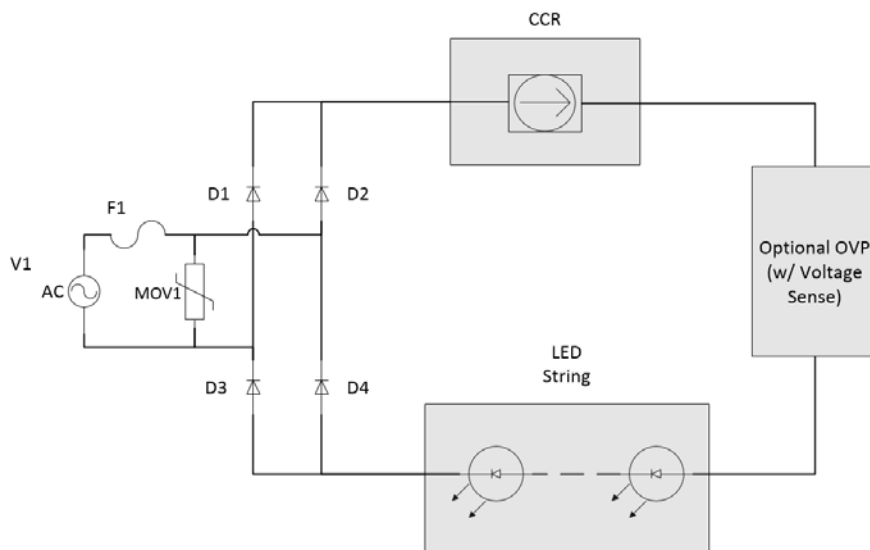 CCR
D1
D2
F1
V1
AC
MOV1
Optional OVP
(w/ Voltage
Sense)
D3
D4
LED
String